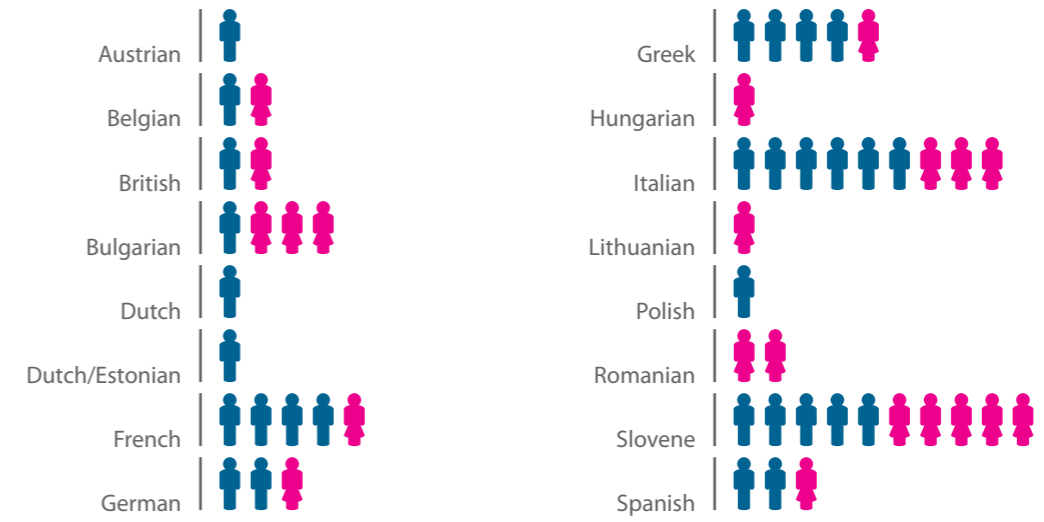 Austrian
Belgian
British
Bulgarian
Dutch
Dutch/Estonian
French
German
Greek
Hungarian
Italian
Lithuanian
Polish
Romanian
Slovene
Spanish